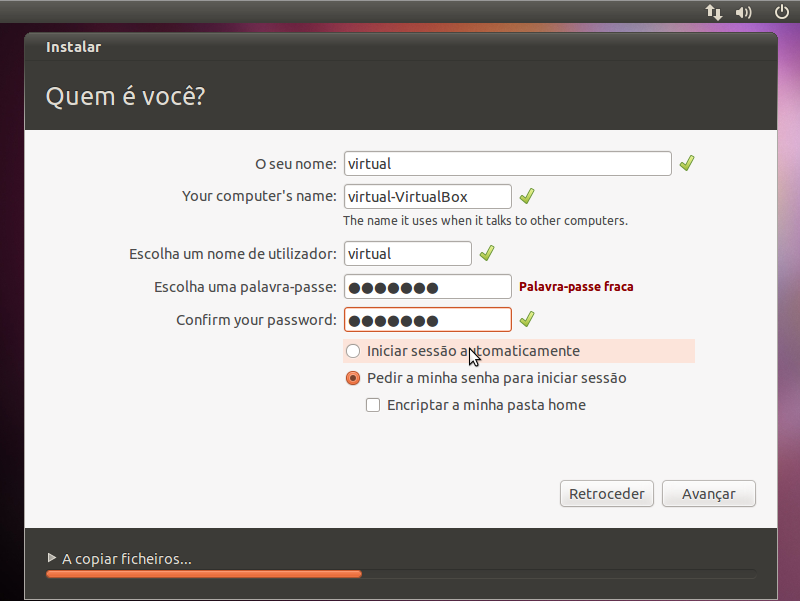 Instalar
Quem é você?
O seu nome: virtual
Your computer's name: virtual-VirtualBox
The name it uses when it talks to other computers.
Escolha um nome de utilizador: virtual
Escolha uma palavra-passe: ●●●●●●● Palavra-passe fraca
Confirm your password: ●●●●●●●
Iniciar sessão automaticamente
Pedir a minha senha para iniciar sessão
Encriptar a minha pasta home
Retroceder Avançar
A copiar ficheiros...